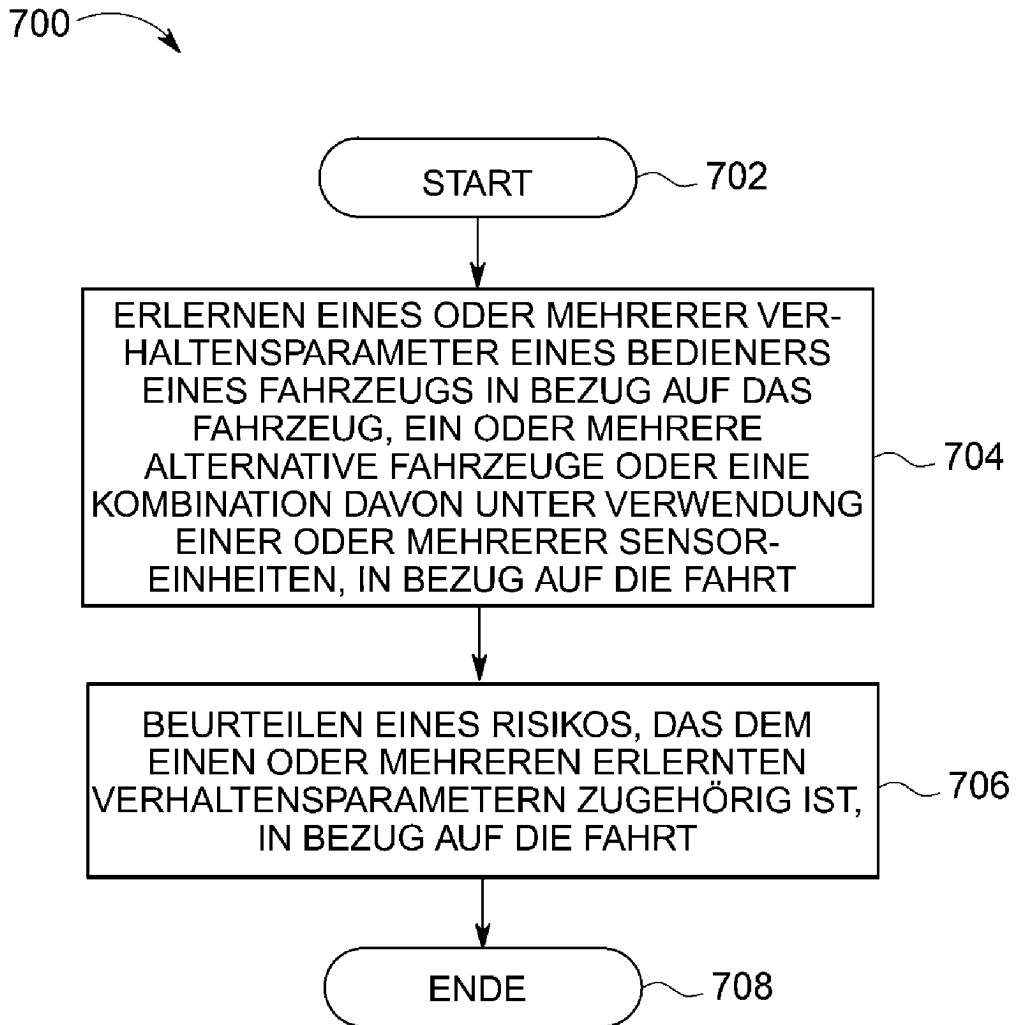 700
START
702
ERLERNEN EINES ODER MEHRERER VER-
HALTENSPARAMETER EINES BEDIENERS
EINES FAHRZEUGS IN BEZUG AUF DAS
FAHRZEUG, EIN ODER MEHRERE
ALTERNATIVE FAHRZEUGE ODER EINE
KOMBINATION DAVON UNTER VERWENDUNG
EINER ODER MEHRERER SENSOR-
EINHEITEN, IN BEZUG AUF DIE FAHRT
704
BEURTEILEN EINES RISIKOS, DAS DEM
EINEN ODER MEHREREN ERLERNTEN
VERHALTENSPARAMETERN ZUGEHÖRIG IST,
IN BEZUG AUF DIE FAHRT
706
ENDE
708